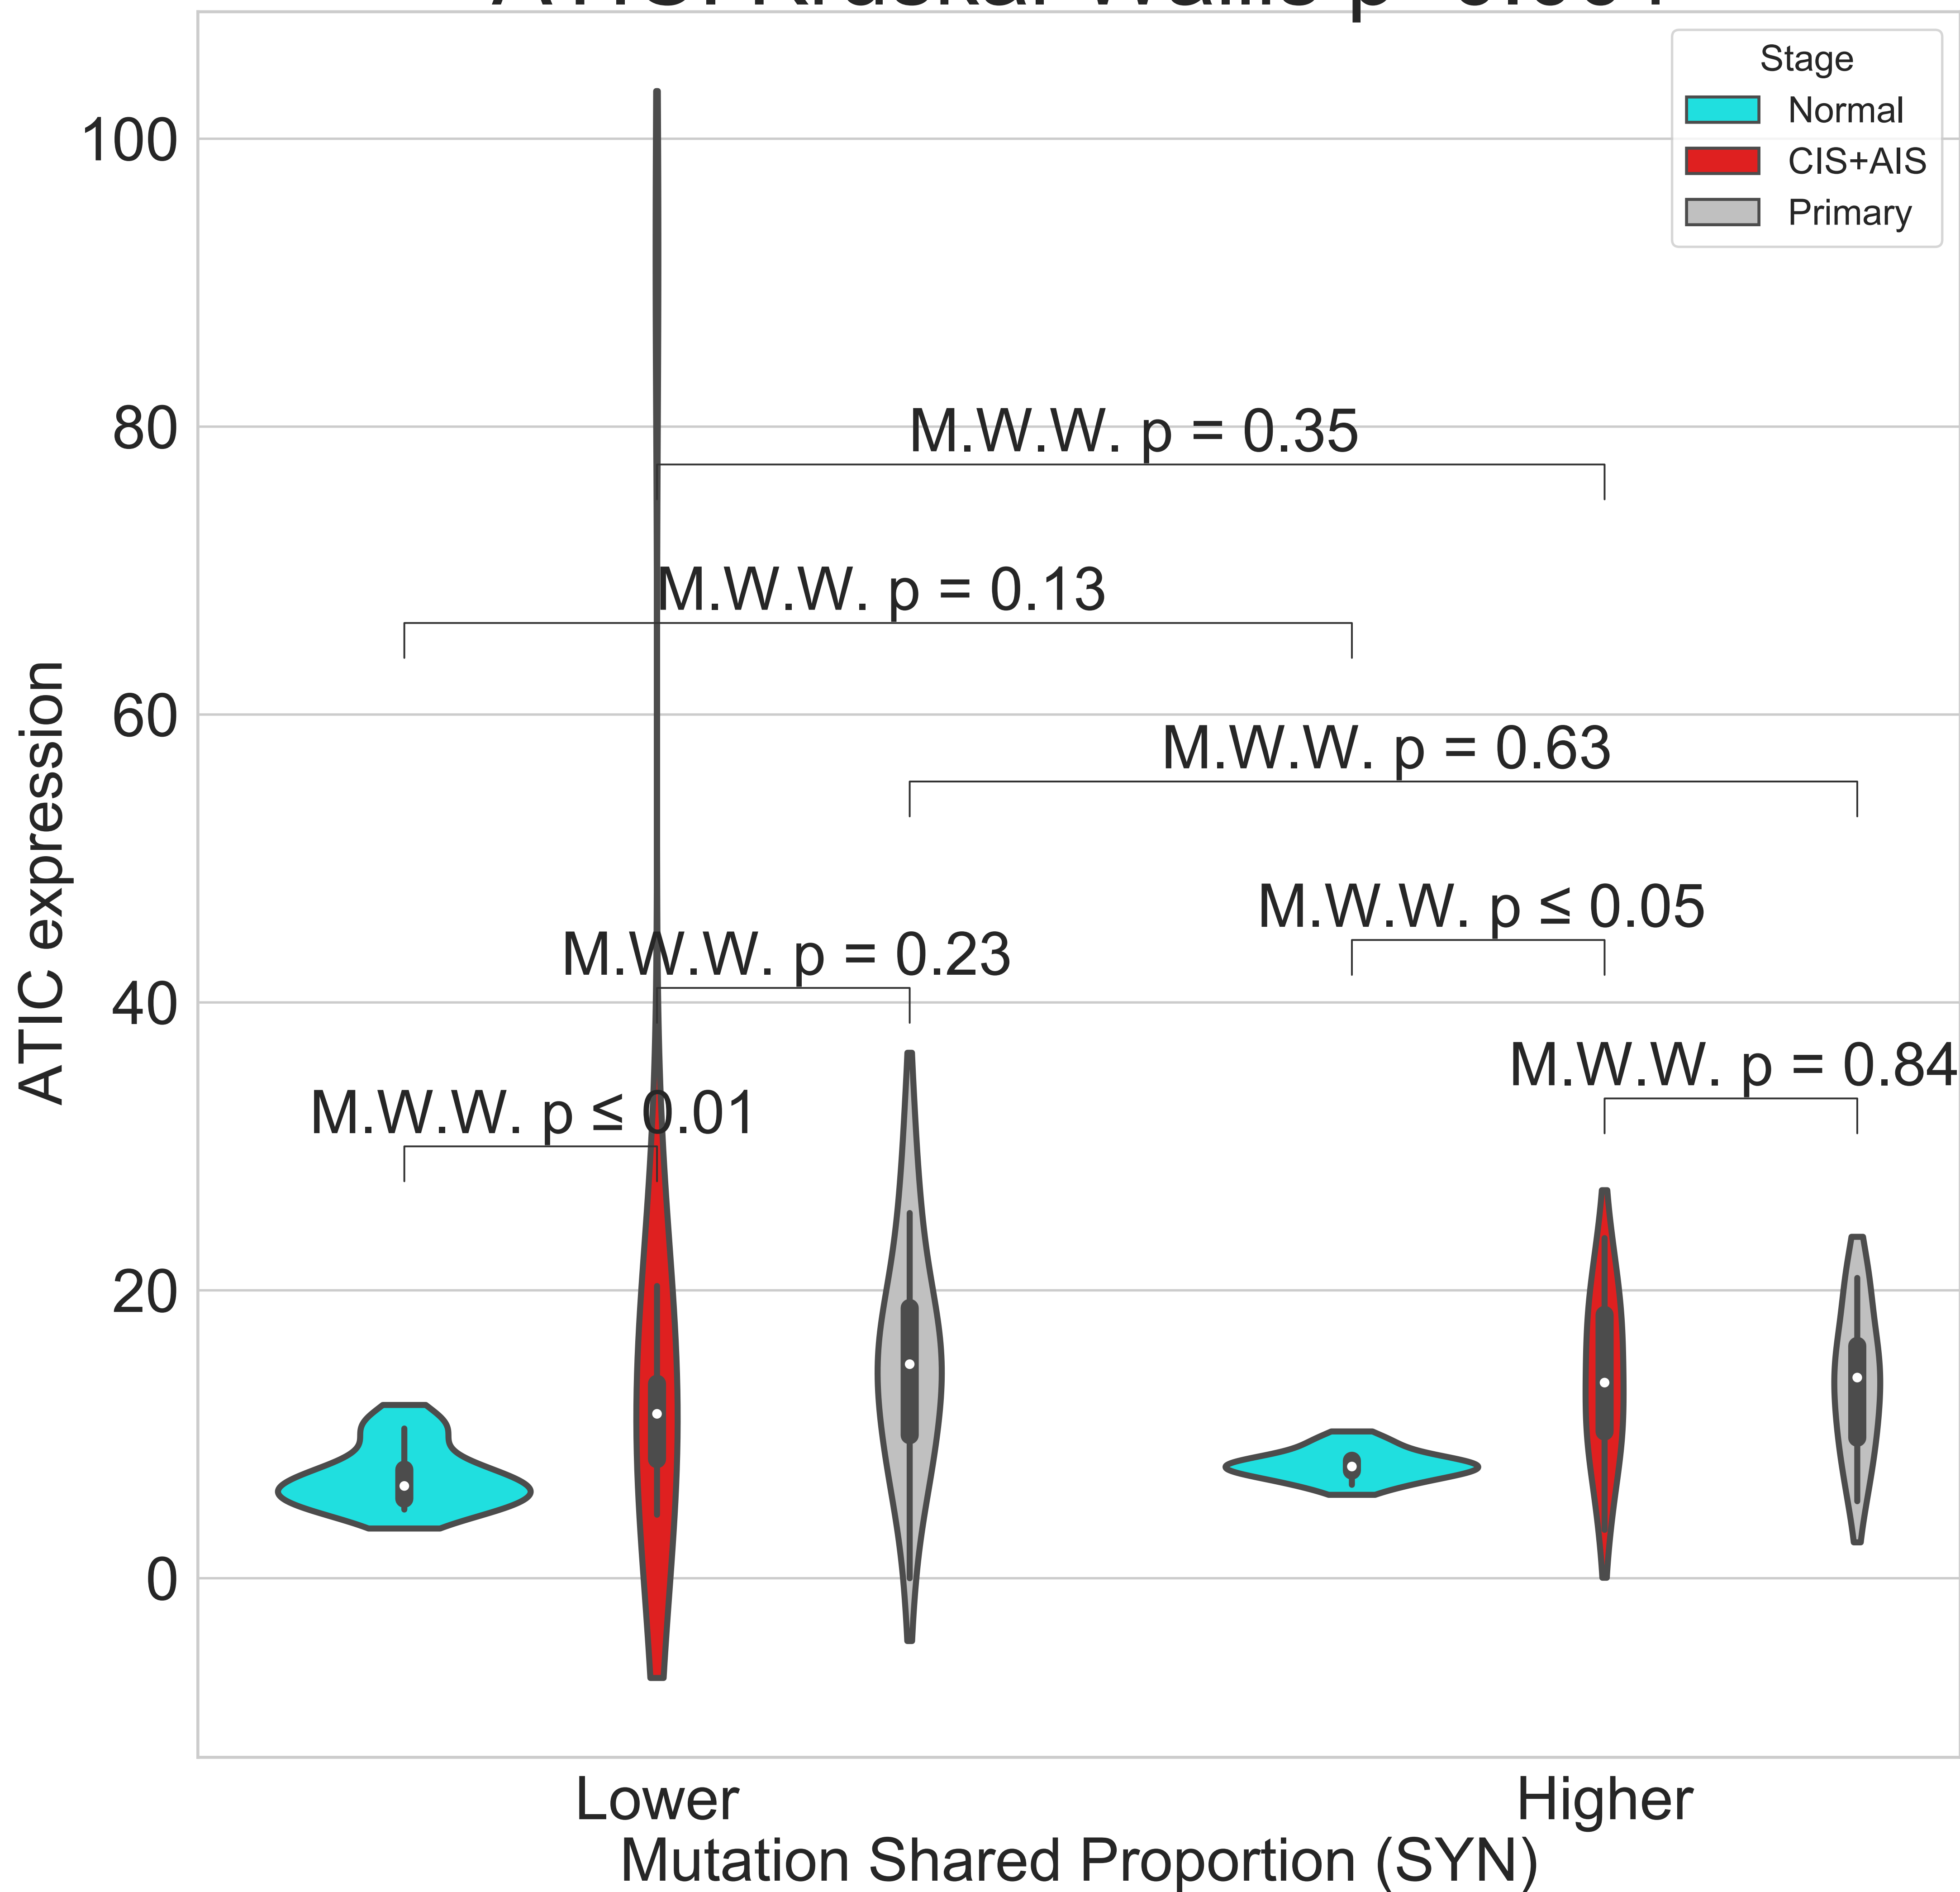 Stage
Normal
CIS+AIS
Primary
100
80
60
40
20
0
ATIC expression
M.W.W. p = 0.35
M.W.W. p = 0.13
M.W.W. p = 0.63
M.W.W. p ≤ 0.05
M.W.W. p = 0.23
M.W.W. p = 0.84
M.W.W. p ≤ 0.01
Lower
Higher
Mutation Shared Proportion (SYN)